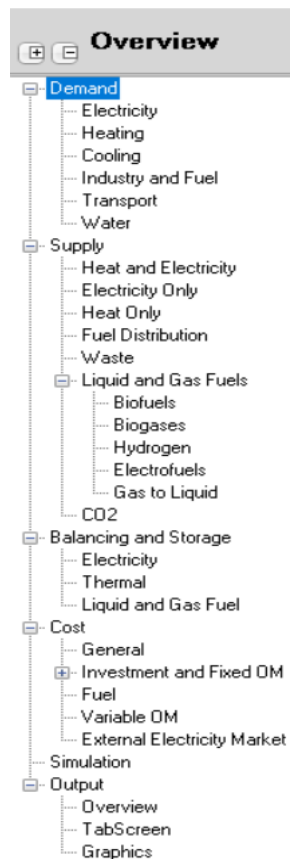 Overview
Demand
Electricity
Heating
Cooling
Industry and Fuel
Transport
Water
Supply
Heat and Electricity
Electricity Only
Heat Only
Fuel Distribution
Waste
Liquid and Gas Fuels
Biofuels
Biogases
Hydrogen
Electrofuels
Gas to Liquid
CO2
Balancing and Storage
Electricity
Thermal
Liquid and Gas Fuel
Cost
General
Investment and Fixed OM
Fuel
Variable OM
External Electricity Market
Simulation
Output
Overview
TabScreen
Graphics